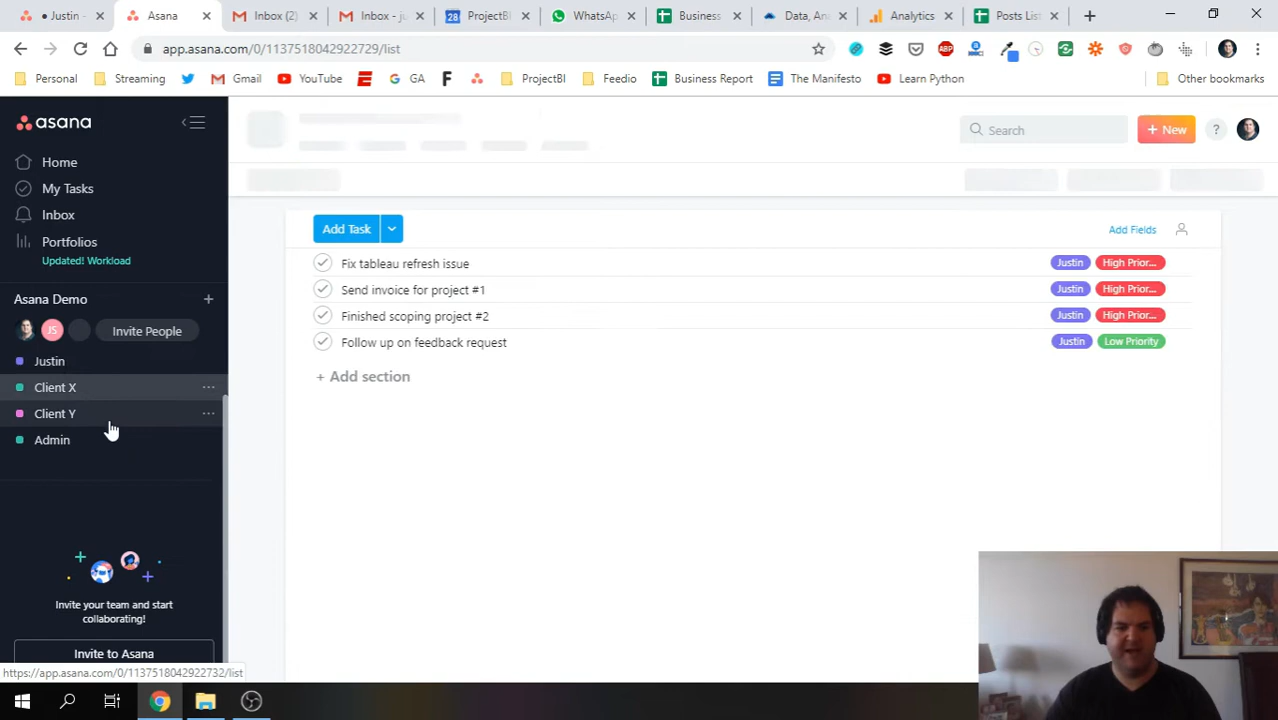 Justin -
Asana
Inbox (2)
Inbox - ju
28
ProjectBI
WhatsAp
Business
Data, Ana
Analytics
Posts List
app.asana.com/0/1137518042922729/list
ABP
Personal
Streaming
Gmail
YouTube
G GA
F
ProjectBI
Feedio
Business Report
The Manifesto
Learn Python
Other bookmarks
asana
Search
+ New
?
Home
My Tasks
Inbox
Portfolios
Updated! Workload
Add Task
Add Fields
Fix tableau refresh issue
Justin
High Prior...
Send invoice for project #1
Justin
High Prior...
Finished scoping project #2
Justin
High Prior...
Follow up on feedback request
Justin
Low Priority
+ Add section
Asana Demo
+
JS
Invite People
Justin
Client X
Client Y
Admin
Invite your team and start
collaborating!
Invite to Asana
https://app.asana.com/0/1137518042922732/list